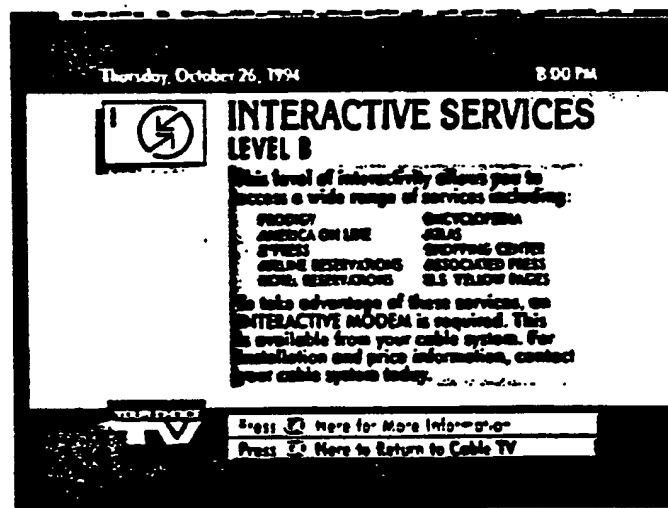 Thursday, October 26, 1994 8:00 PM
INTERACTIVE SERVICES
LEVEL B
This level of interactivity allows you to
access a wide range of services including:
PRODIGY ENCYCLOPEDIA
AMERICA ON LINE ATLAS
X*PRESS SHOPPING CENTER
AIRLINE RESERVATIONS ASSOCIATED PRESS
HOTEL RESERVATIONS U.S. YELLOW PAGES
To take advantage of these services, an
INTERACTIVE MODEM is required. This
is available from your cable system. For
installation and price information, contact
your cable system today.
TV
Press Here for More Information
Press Here to Return to Cable TV